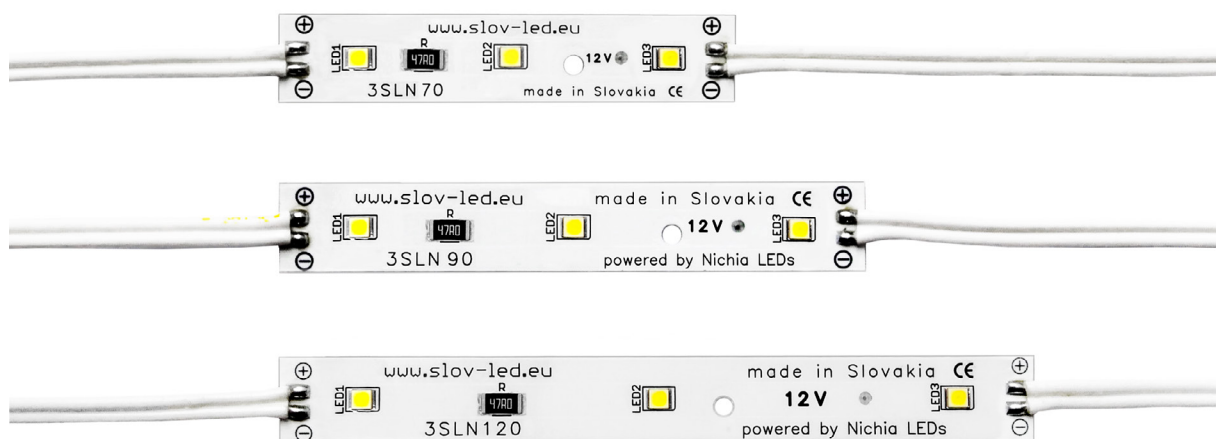 www.slov-led.eu
LED1 R 47R0 LED2 12V LED3
3SLN70 made in Slovakia CE
www.slov-led.eu made in Slovakia CE
LED1 R 47R0 LED2 12V LED3
3SLN90 powered by Nichia LEDs
www.slov-led.eu made in Slovakia CE
LED1 R 47R0 LED2 12V LED3
3SLN120 powered by Nichia LEDs